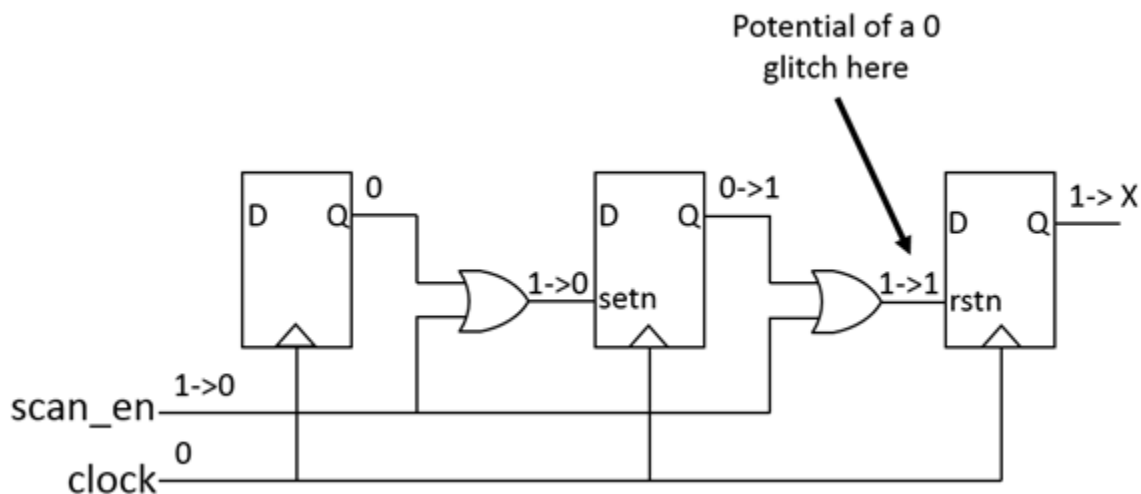 Potential of a 0
glitch here
0
0->1
1-> X
D Q
D Q
D Q
1->0
setn
1->1
rstn
1->0
scan_en
0
clock